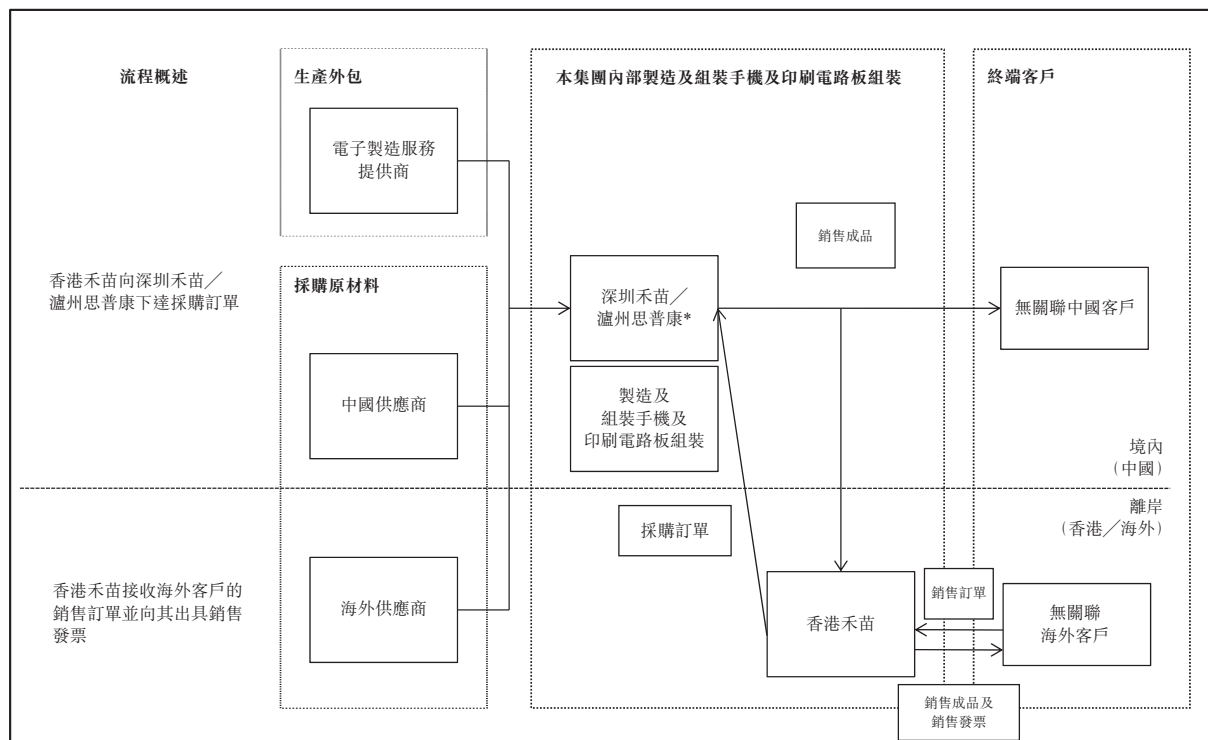 流程概述
生產外包
本集團內部製造及組裝手機及印刷電路板組裝
終端客戶
電子製造服務
提供商
銷售成品
香港禾苗向深圳禾苗／
瀘州思普康下達採購訂單
採購原材料
深圳禾苗／
瀘州思普康*
無關聯中國客戶
中國供應商
製造及
組裝手機及
印刷電路板組裝
境內
(中國)
離岸
(香港／海外)
採購訂單
香港禾苗接收海外客戶的
銷售訂單並向其出具銷售
發票
海外供應商
香港禾苗
銷售訂單
無關聯
海外客戶
銷售成品及
銷售發票